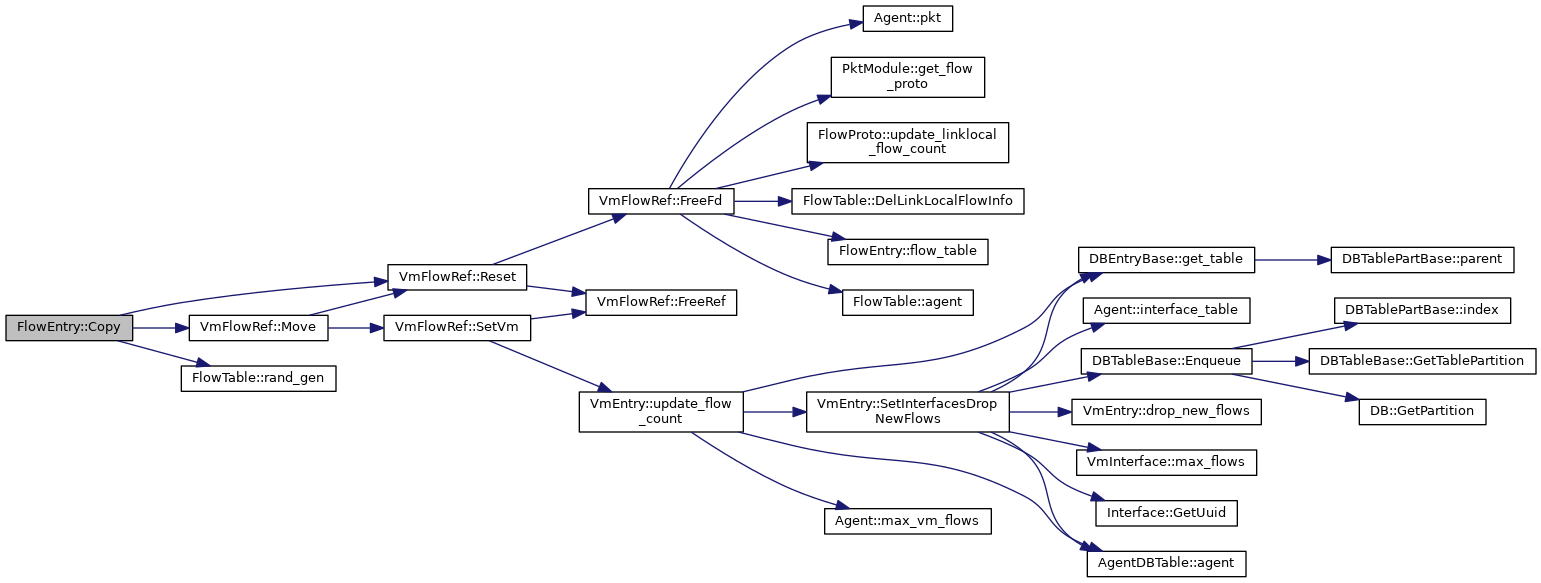 FlowEntry::Copy
VmFlowRef::Reset
VmFlowRef::Move
FlowTable::rand_gen
VmFlowRef::FreeFd
VmFlowRef::FreeRef
VmFlowRef::SetVm
Agent::pkt
PktModule::get_flow
_proto
FlowProto::update_linklocal
_flow_count
FlowTable::DelLinkLocalFlowInfo
FlowEntry::flow_table
FlowTable::agent
VmEntry::update_flow
_count
VmEntry::SetInterfacesDrop
NewFlows
Agent::max_vm_flows
DBEntryBase::get_table
Agent::interface_table
DBTableBase::Enqueue
VmEntry::drop_new_flows
VmInterface::max_flows
Interface::GetUuid
AgentDBTable::agent
DBTablePartBase::parent
DBTablePartBase::index
DBTableBase::GetTablePartition
DB::GetPartition